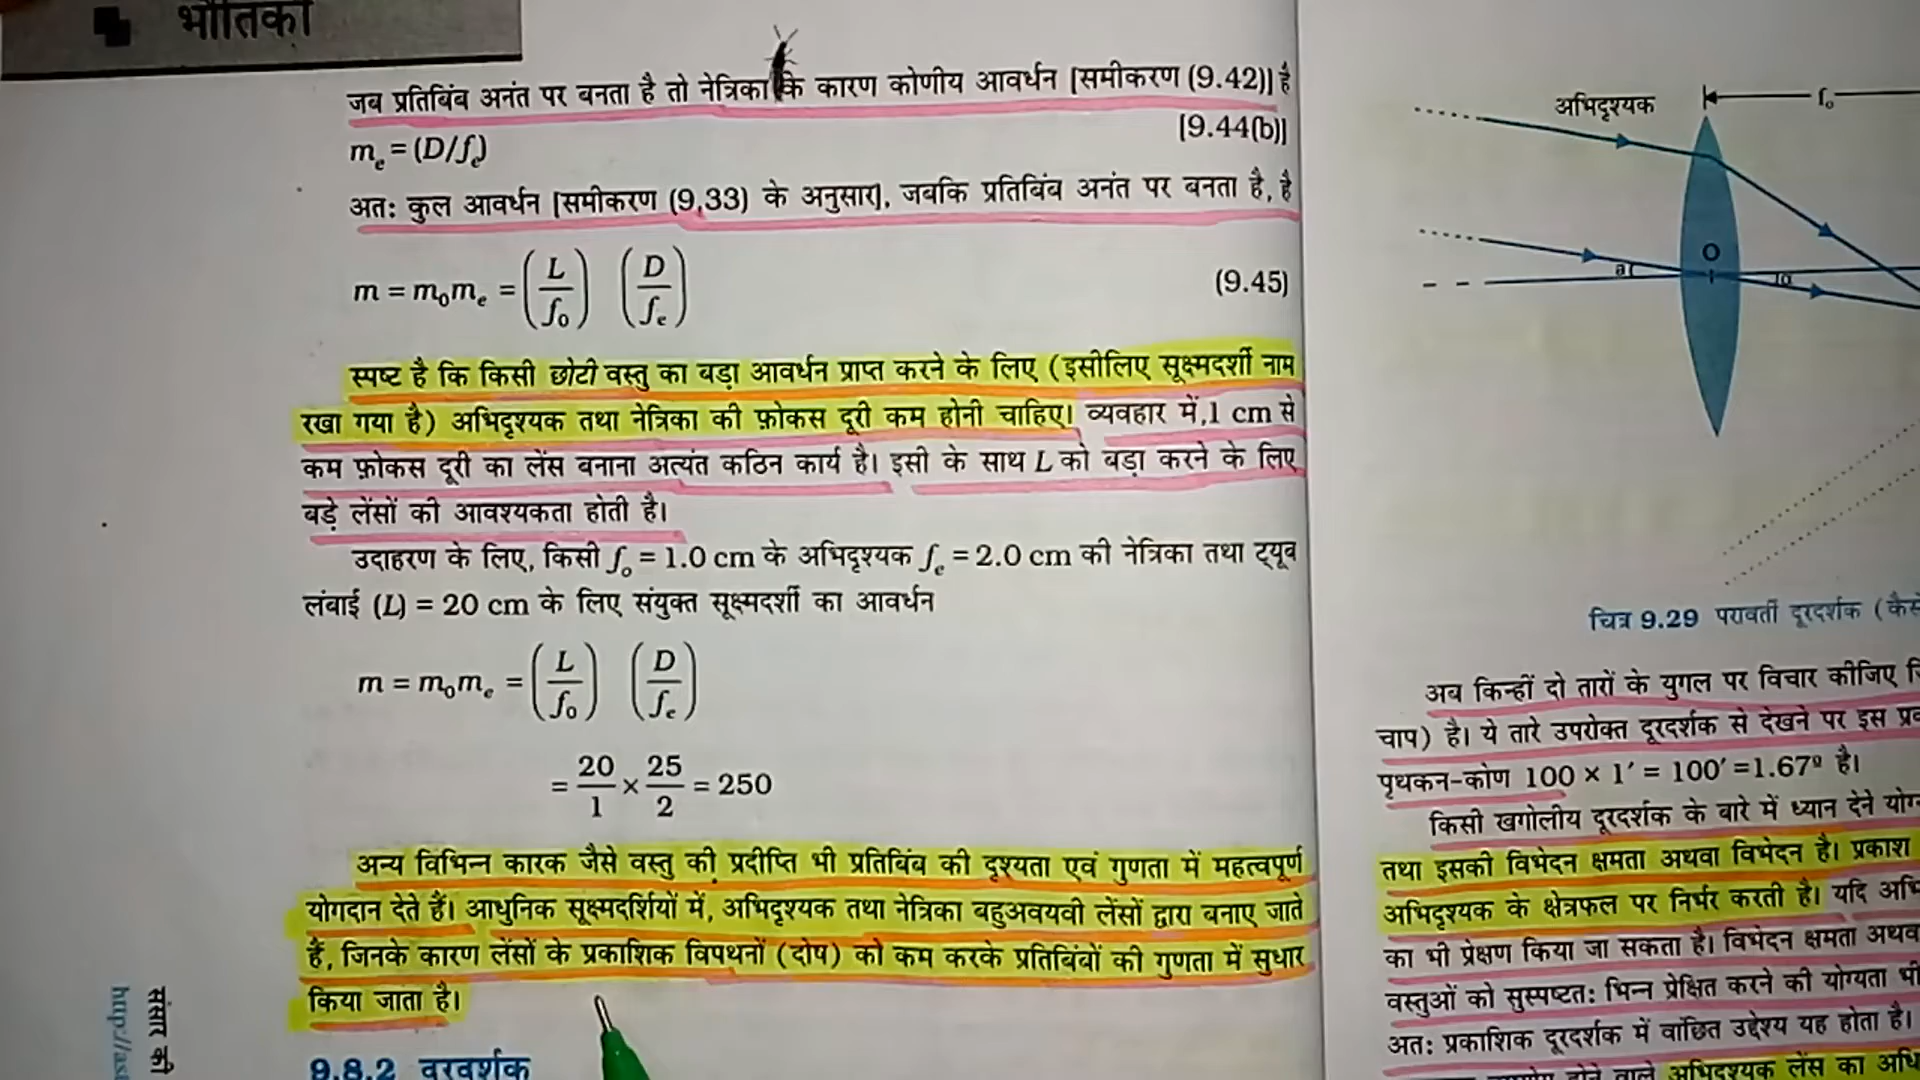 भौतिकी
जब प्रतिबिंब अनंत पर बनता है तो नेत्रिका के कारण कोणीय आवर्धन [समीकरण (9.42)] है
mₑ = (D/fₑ) [9.44(b)]
अतः कुल आवर्धन [समीकरण (9.33) के अनुसार], जबकि प्रतिबिंब अनंत पर बनता है, है
m = m₀mₑ = (L/f₀) (D/fₑ) (9.45)
स्पष्ट है कि किसी छोटी वस्तु का बड़ा आवर्धन प्राप्त करने के लिए (इसीलिए सूक्ष्मदर्शी नाम
रखा गया है) अभिदृश्यक तथा नेत्रिका की फ़ोकस दूरी कम होनी चाहिए। व्यवहार में,1 cm से
कम फ़ोकस दूरी का लेंस बनाना अत्यंत कठिन कार्य है। इसी के साथ L को बड़ा करने के लिए
बड़े लेंसों की आवश्यकता होती है।
उदाहरण के लिए, किसी fₒ = 1.0 cm के अभिदृश्यक fₑ = 2.0 cm की नेत्रिका तथा ट्यूब
लंबाई (L) = 20 cm के लिए संयुक्त सूक्ष्मदर्शी का आवर्धन
m = m₀mₑ = (L/f₀) (D/fₑ)
= 20/1 × 25/2 = 250
अन्य विभिन्न कारक जैसे वस्तु की प्रदीप्ति भी प्रतिबिंब की दृश्यता एवं गुणता में महत्वपूर्ण
योगदान देते हैं। आधुनिक सूक्ष्मदर्शियों में, अभिदृश्यक तथा नेत्रिका बहुअवयवी लेंसों द्वारा बनाए जाते
हैं, जिनके कारण लेंसों के प्रकाशिक विपथनों (दोष) को कम करके प्रतिबिंबों की गुणता में सुधार
किया जाता है।
9.8.2 दूरदर्शक
संसार की
http://as
अभिदृश्यक
fₒ
O
चित्र 9.29 परावर्ती दूरदर्शक (कैसे
अब किन्हीं दो तारों के युगल पर विचार कीजिए
चाप) है। ये तारे उपरोक्त दूरदर्शक से देखने पर इस
पृथकन-कोण 100 × 1′ = 100′ =1.67º है।
किसी खगोलीय दूरदर्शक के बारे में ध्यान देने
तथा इसकी विभेदन क्षमता अथवा विभेदन है। प्रकाश
अभिदृश्यक के क्षेत्रफल पर निर्भर करती है। यदि
का भी प्रेक्षण किया जा सकता है। विभेदन क्षमता
वस्तुओं को सुस्पष्टतः भिन्न प्रेक्षित करने की योग्यता भी
अतः प्रकाशिक दूरदर्शक में वांछित उद्देश्य यह होता है।
होने वाले अभिदृश्यक लेंस का